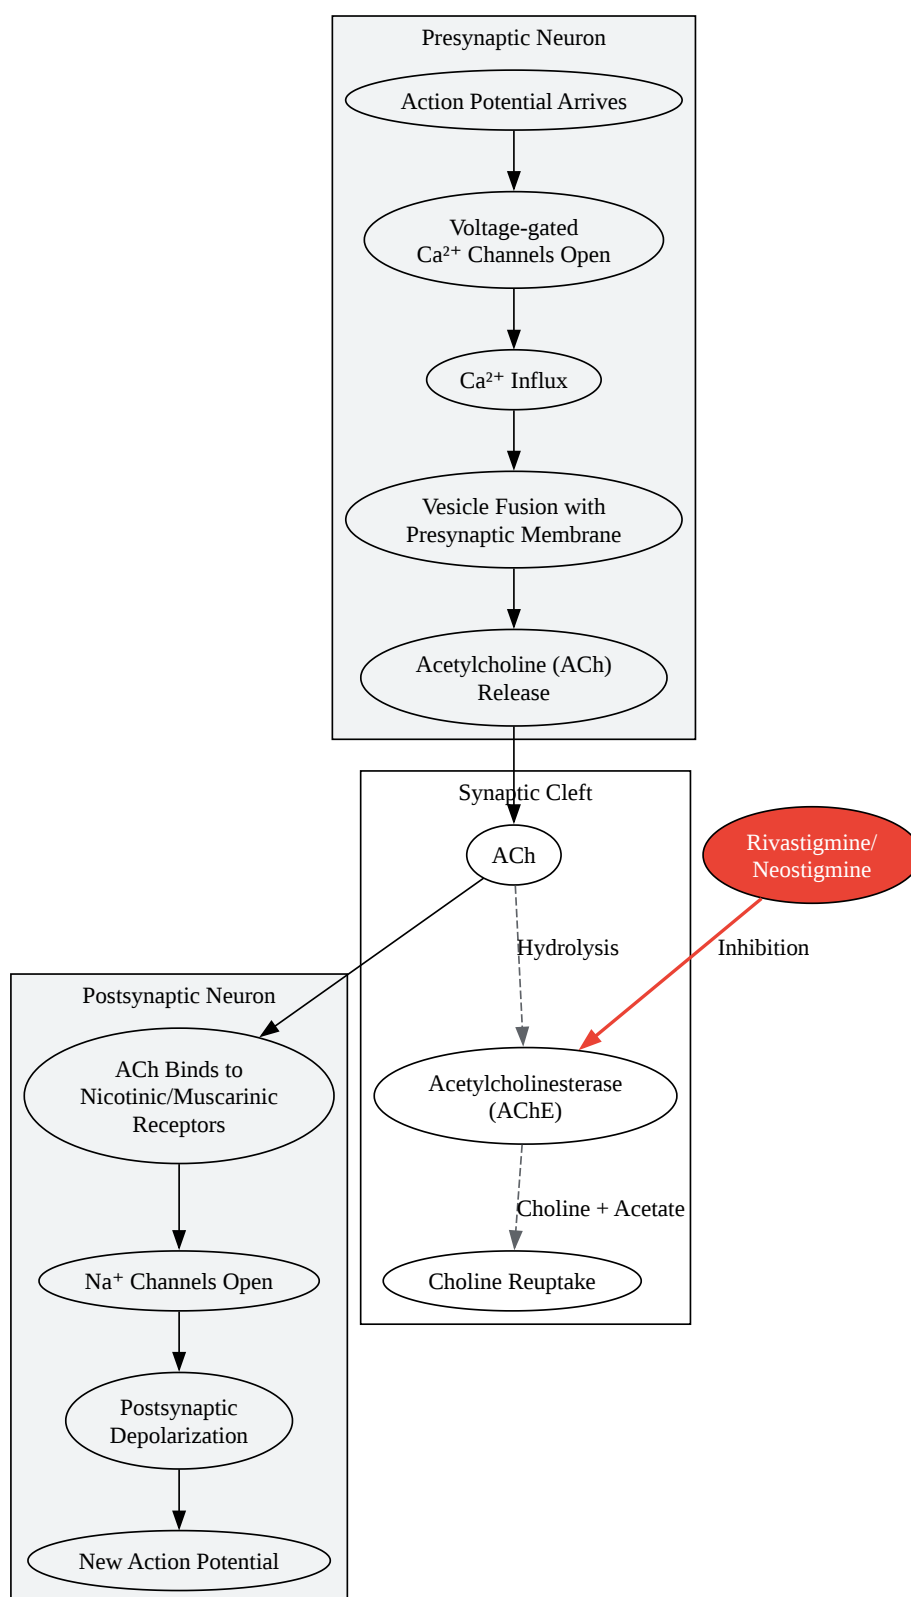 Presynaptic Neuron
Action Potential Arrives
Voltage-gated
Ca²⁺ Channels Open
Ca²⁺ Influx
Vesicle Fusion with
Presynaptic Membrane
Acetylcholine (ACh)
Release
Synaptic Cleft
ACh
Rivastigmine/
Neostigmine
Hydrolysis
Inhibition
Postsynaptic Neuron
ACh Binds to
Nicotinic/Muscarinic
Receptors
Acetylcholinesterase
(AChE)
Choline + Acetate
Na⁺ Channels Open
Choline Reuptake
Postsynaptic
Depolarization
New Action Potential